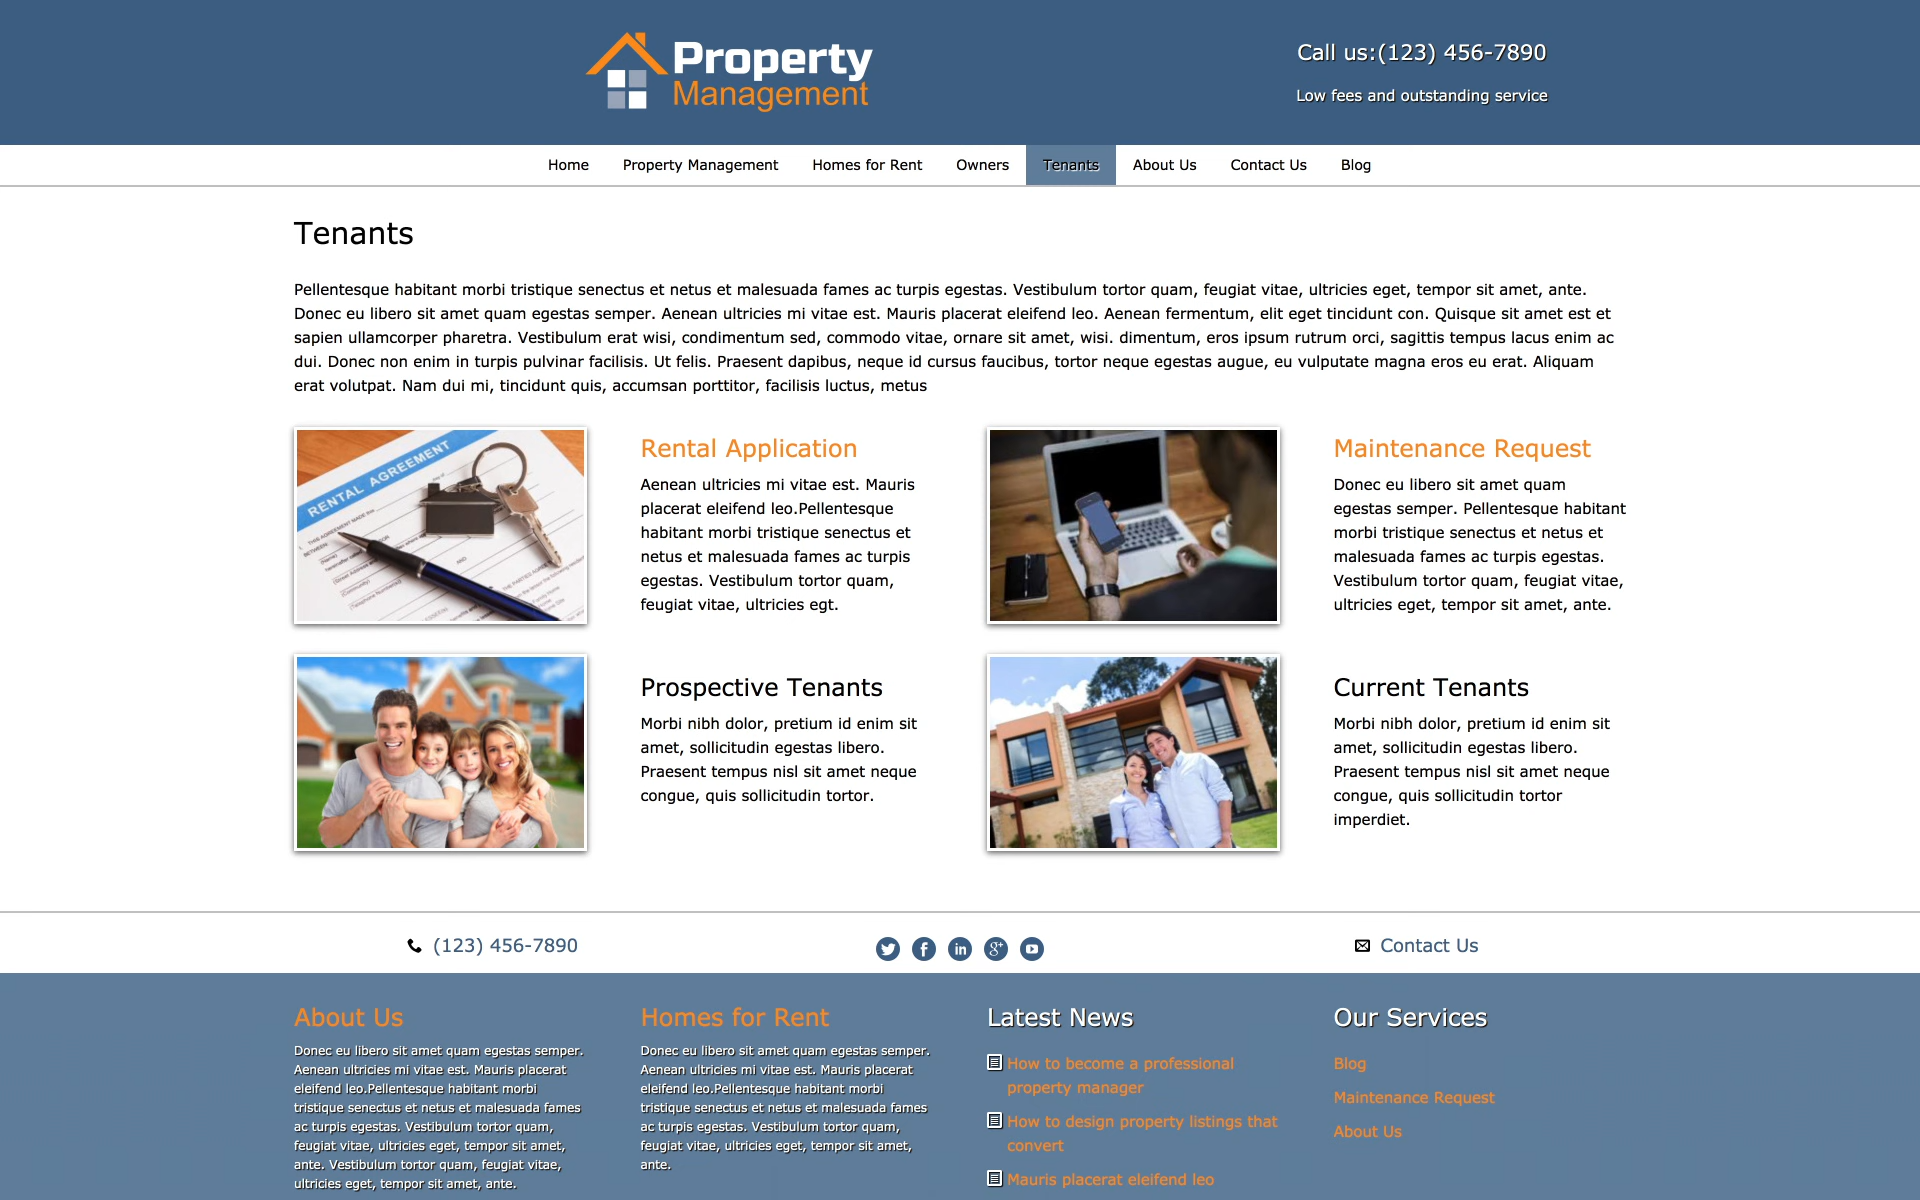 Property
Management
Call us:(123) 456-7890
Low fees and outstanding service
Home Property Management Homes for Rent Owners Tenants About Us Contact Us Blog
Tenants
Pellentesque habitant morbi tristique senectus et netus et malesuada fames ac turpis egestas. Vestibulum tortor quam, feugiat vitae, ultricies eget, tempor sit amet, ante.
Donec eu libero sit amet quam egestas semper. Aenean ultricies mi vitae est. Mauris placerat eleifend leo. Aenean fermentum, elit eget tincidunt con. Quisque sit amet est et
sapien ullamcorper pharetra. Vestibulum erat wisi, condimentum sed, commodo vitae, ornare sit amet, wisi. dimentum, eros ipsum rutrum orci, sagittis tempus lacus enim ac
dui. Donec non enim in turpis pulvinar facilisis. Ut felis. Praesent dapibus, neque id cursus faucibus, tortor neque egestas augue, eu vulputate magna eros eu erat. Aliquam
erat volutpat. Nam dui mi, tincidunt quis, accumsan porttitor, facilisis luctus, metus
RENTAL AGREEMENT
Rental Application
Aenean ultricies mi vitae est. Mauris
placerat eleifend leo.Pellentesque
habitant morbi tristique senectus et
netus et malesuada fames ac turpis
egestas. Vestibulum tortor quam,
feugiat vitae, ultricies egt.
Maintenance Request
Donec eu libero sit amet quam
egestas semper. Pellentesque habitant
morbi tristique senectus et netus et
malesuada fames ac turpis egestas.
Vestibulum tortor quam, feugiat vitae,
ultricies eget, tempor sit amet, ante.
Prospective Tenants
Morbi nibh dolor, pretium id enim sit
amet, sollicitudin egestas libero.
Praesent tempus nisl sit amet neque
congue, quis sollicitudin tortor.
Current Tenants
Morbi nibh dolor, pretium id enim sit
amet, sollicitudin egestas libero.
Praesent tempus nisl sit amet neque
congue, quis sollicitudin tortor
imperdiet.
(123) 456-7890
Contact Us
About Us
Donec eu libero sit amet quam egestas semper.
Aenean ultricies mi vitae est. Mauris placerat
eleifend leo.Pellentesque habitant morbi
tristique senectus et netus et malesuada fames
ac turpis egestas. Vestibulum tortor quam,
feugiat vitae, ultricies eget, tempor sit amet,
ante. Vestibulum tortor quam, feugiat vitae,
ultricies eget, tempor sit amet, ante.
Homes for Rent
Donec eu libero sit amet quam egestas semper.
Aenean ultricies mi vitae est. Mauris placerat
eleifend leo.Pellentesque habitant morbi
tristique senectus et netus et malesuada fames
ac turpis egestas. Vestibulum tortor quam,
feugiat vitae, ultricies eget, tempor sit amet,
ante.
Latest News
How to become a professional
property manager
How to design property listings that
convert
Mauris placerat eleifend leo
Our Services
Blog
Maintenance Request
About Us